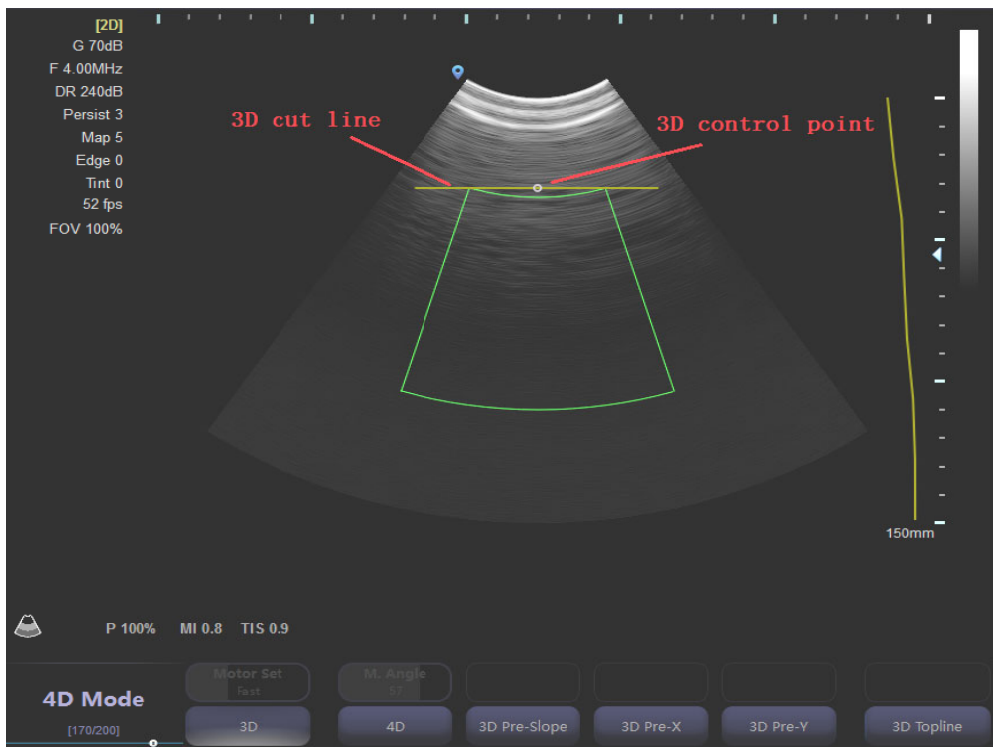 [2D]
G 70dB
F 4.00MHz
DR 240dB
Persist 3
Map 5
Edge 0
Tint 0
52 fps
FOV 100%
3D cut line
3D control point
150mm
P 100% MI 0.8 TIS 0.9
4D Mode
[170/200]
Motor Set
Fast
M. Angle
57
3D
4D
3D Pre-Slope
3D Pre-X
3D Pre-Y
3D Topline